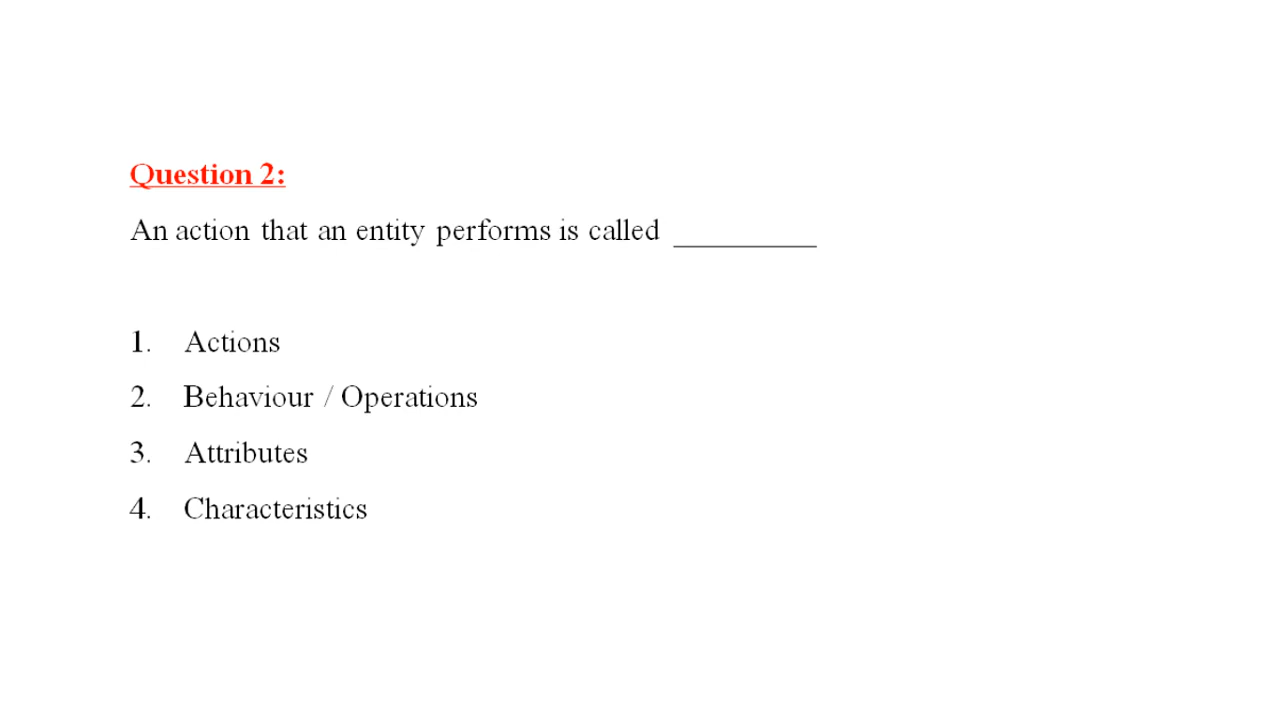 Question 2:
An action that an entity performs is called __________
1. Actions
2. Behaviour / Operations
3. Attributes
4. Characteristics